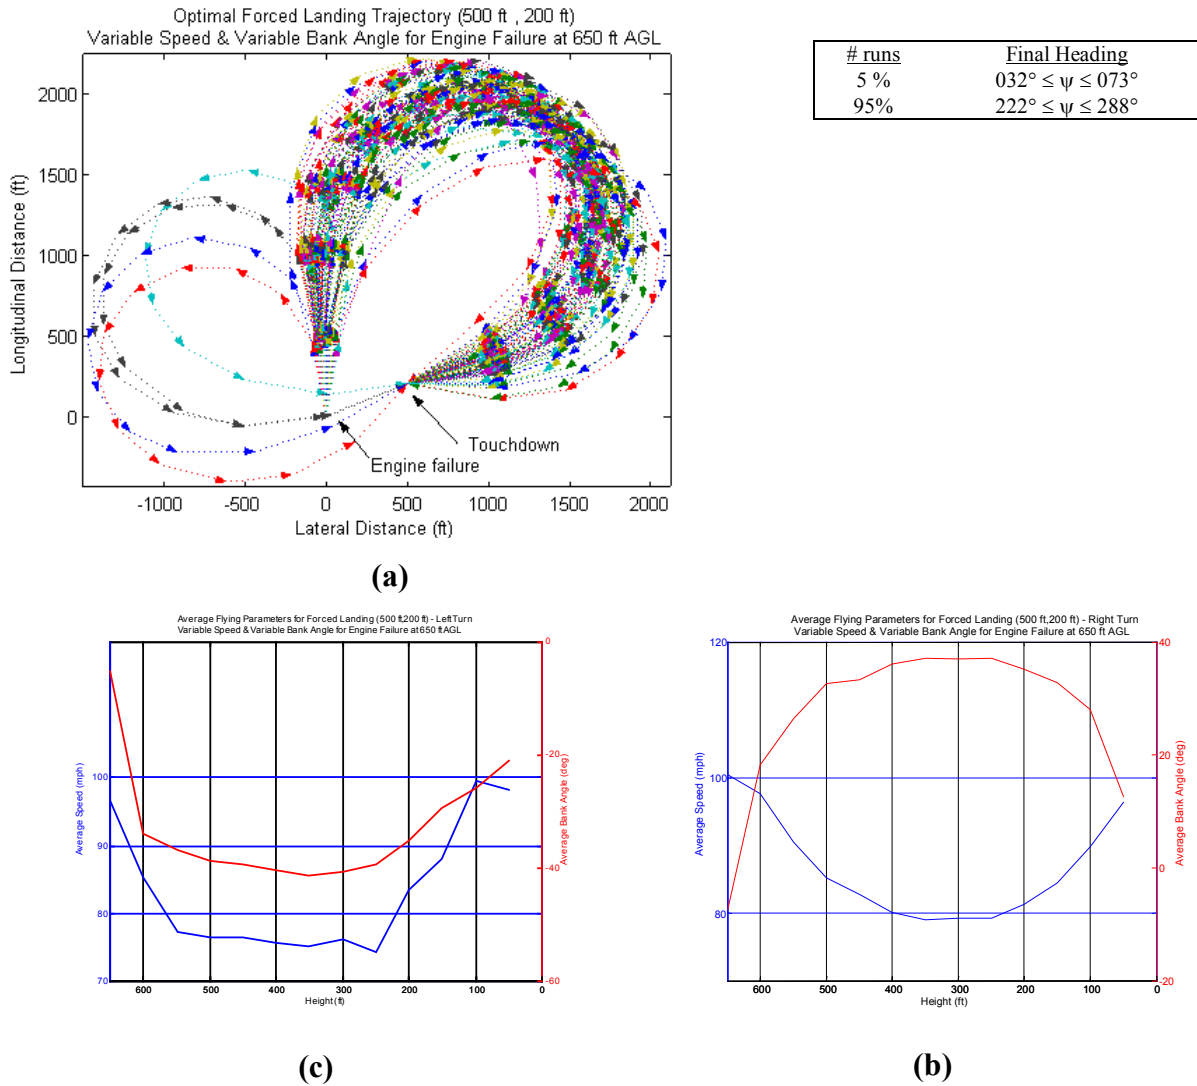 Optimal Forced Landing Trajectory (500 ft , 200 ft)
Variable Speed & Variable Bank Angle for Engine Failure at 650 ft AGL
# runs Final Heading
5 % 032° ≤ ψ ≤ 073°
95% 222° ≤ ψ ≤ 288°
Longitudinal Distance (ft)
2000
1500
1000
500
0
Touchdown
Engine failure
-1000 -500 0 500 1000 1500 2000
Lateral Distance (ft)
(a)
Average Flying Parameters for Forced Landing (500 ft,200 ft) - Left Turn
Variable Speed & Variable Bank Angle for Engine Failure at 650 ft AGL
Average Speed (mph)
100
90
80
70
0
-20
-40
-60
Average Bank Angle (deg)
600 500 400 300 200 100 0
Height (ft)
(c)
Average Flying Parameters for Forced Landing (500 ft,200 ft) - Right Turn
Variable Speed & Variable Bank Angle for Engine Failure at 650 ft AGL
Average Speed (mph)
120
100
80
40
20
0
-20
Average Bank Angle (deg)
600 500 400 300 200 100 0
Height (ft)
(b)